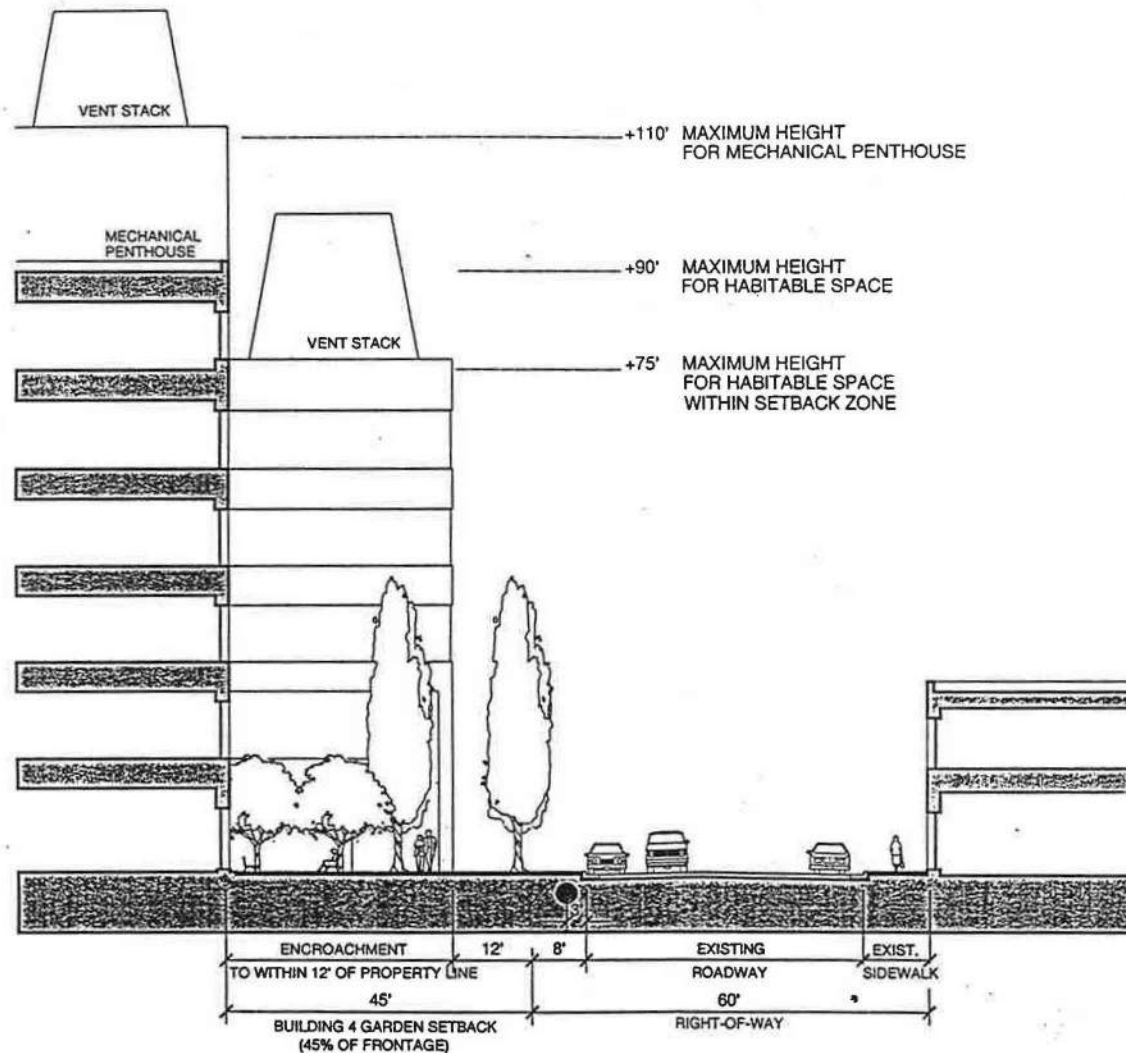 VENT STACK
+110' MAXIMUM HEIGHT
FOR MECHANICAL PENTHOUSE
MECHANICAL
PENTHOUSE
+90' MAXIMUM HEIGHT
FOR HABITABLE SPACE
VENT STACK
+75' MAXIMUM HEIGHT
FOR HABITABLE SPACE
WITHIN SETBACK ZONE
ENCROACHMENT
TO WITHIN 12' OF PROPERTY LINE
12'
8'
EXISTING
ROADWAY
EXIST.
SIDEWALK
45'
BUILDING 4 GARDEN SETBACK
(45% OF FRONTAGE)
60'
RIGHT-OF-WAY